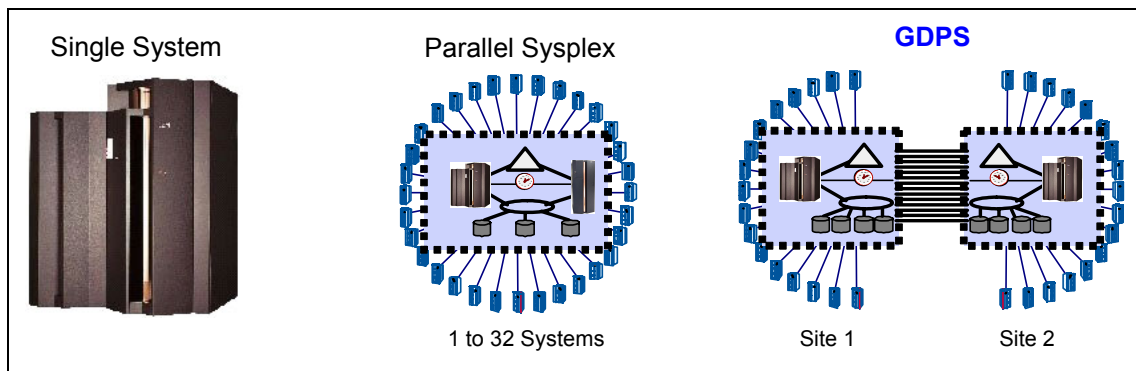 Single System
Parallel Sysplex
GDPS
1 to 32 Systems
Site 1
Site 2